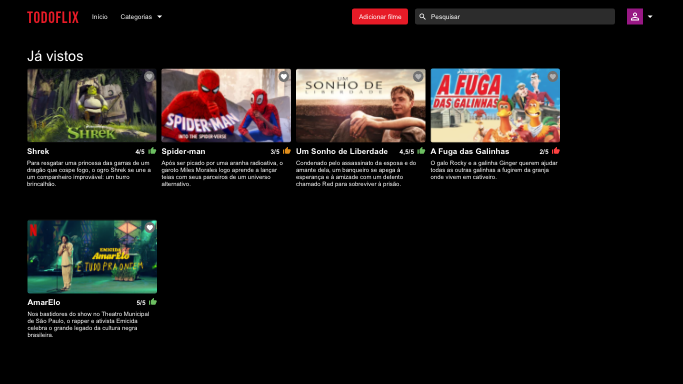 TODOFLIX
Início
Categorias
Adicionar filme
Pesquisar
Já vistos
SHREK
SPIDER-MAN
INTO THE SPIDER-VERSE
UM
SONHO DE
LIBERDADE
A FUGA
DAS GALINHAS
Shrek 4/5
Para resgatar uma princesa das garras de um
dragão que cospe fogo, o ogro Shrek se une a
um companheiro improvável: um burro
brincalhão.
Spider-man 3/5
Após ser picado por uma aranha radioativa, o
garoto Miles Morales logo aprende a lançar
teias com seus parceiros de um universo
alternativo.
Um Sonho de Liberdade 4,5/5
Condenado pelo assassinato da esposa e do
amante dela, um banqueiro se apega à
esperança e à amizade com um detento
chamado Red para sobreviver à prisão.
A Fuga das Galinhas 2/5
O galo Rocky e a galinha Ginger querem ajudar
todas as outras galinhas a fugirem da granja
onde vivem em cativeiro.
N
EMICIDA
AmarElo
É TUDO PRA ONTEM
AmarElo 5/5
Nos bastidores do show no Theatro Municipal
de São Paulo, o rapper e ativista Emicida
celebra o grande legado da cultura negra
brasileira.